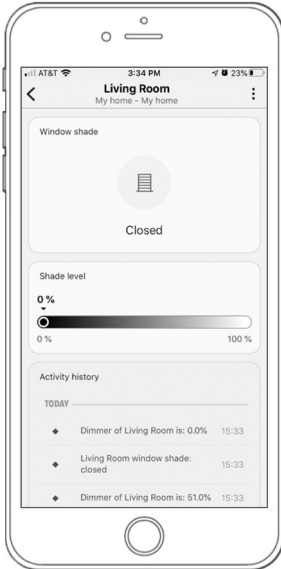 AT&T 3:34 PM 23%
Living Room
My home - My home
Window shade
Closed
Shade level
0 %
0 % 100 %
Activity history
TODAY
Dimmer of Living Room is: 0.0% 15:33
Living Room window shade:
closed 15:33
Dimmer of Living Room is: 51.0% 15:33